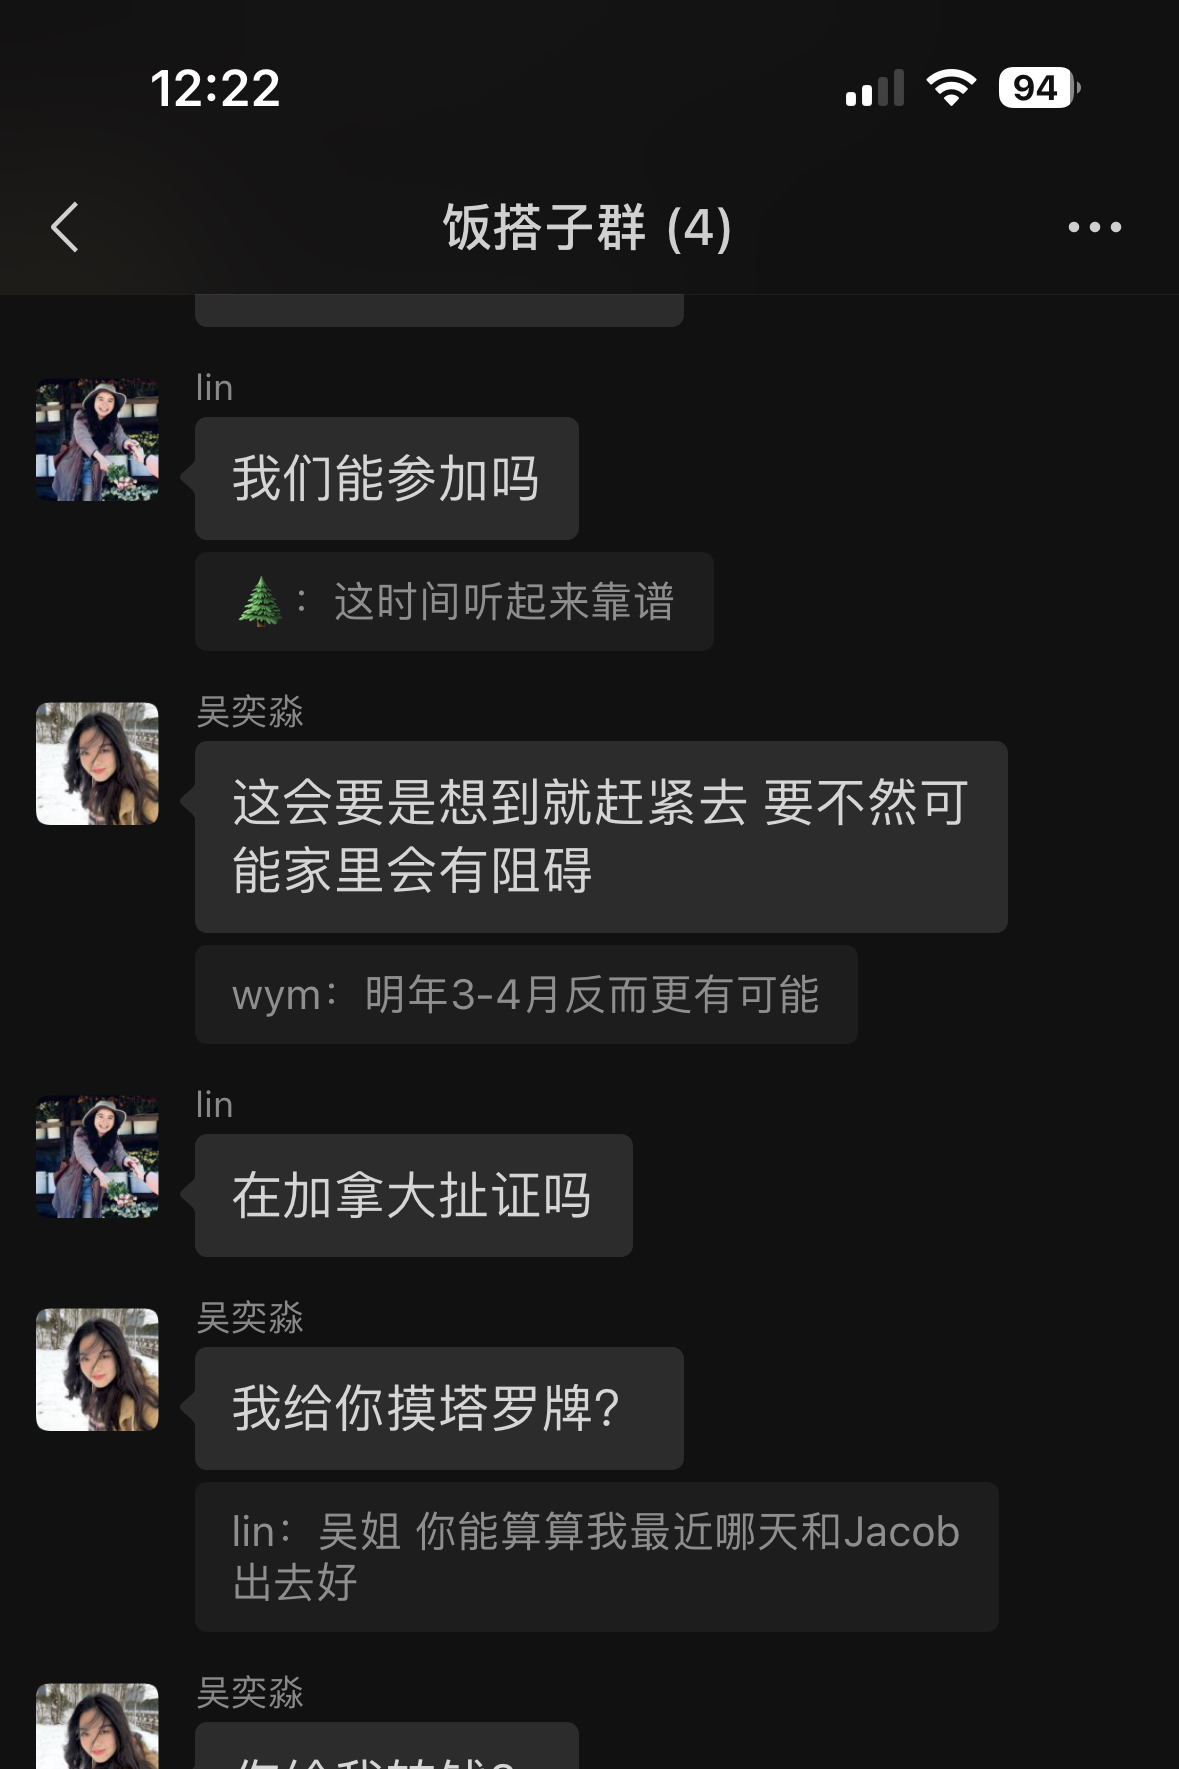 12:22
94
饭搭子群 (4)
lin
我们能参加吗
🌲：这时间听起来靠谱
吴奕淼
这会要是想到就赶紧去 要不然可
能家里会有阻碍
wym：明年3-4月反而更有可能
lin
在加拿大扯证吗
吴奕淼
我给你摸塔罗牌?
lin：吴姐 你能算算我最近哪天和Jacob
出去好
吴奕淼
你给我转钱?